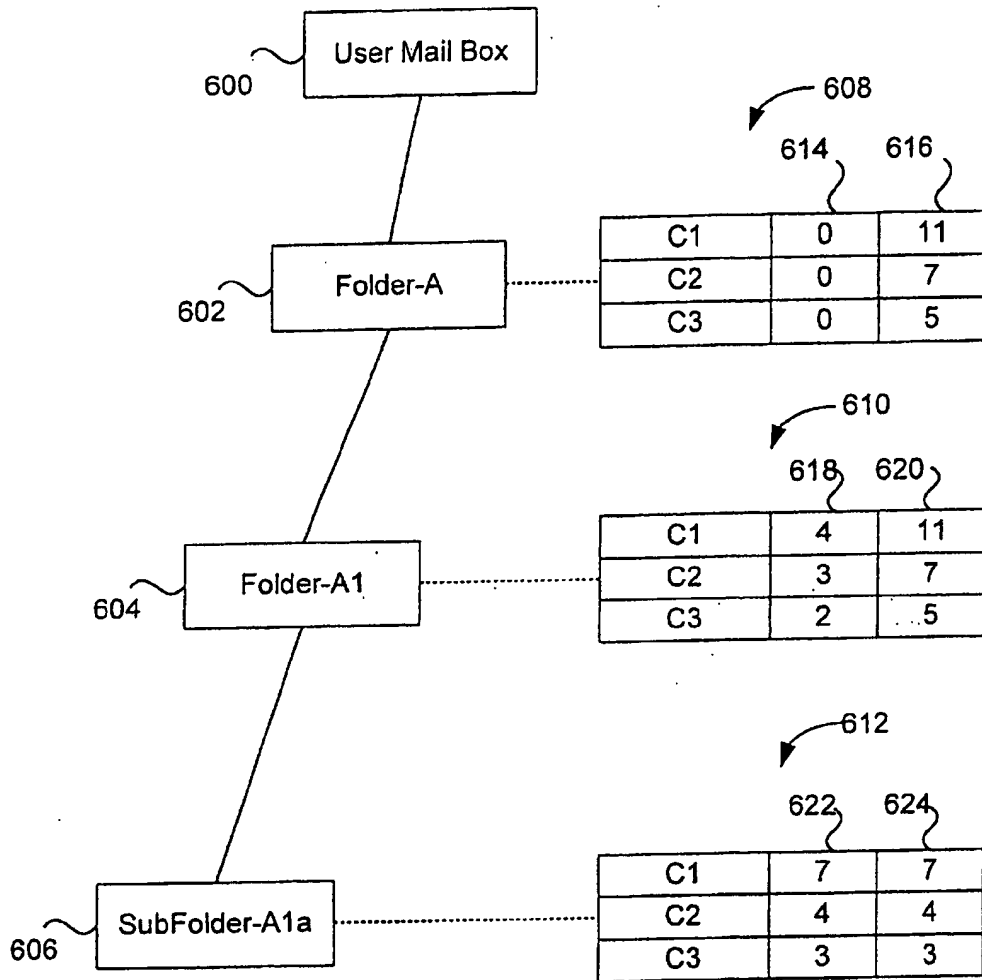 User Mail Box
600
608
614 616
C1 0 11
C2 0 7
C3 0 5
Folder-A
602
610
618 620
C1 4 11
C2 3 7
C3 2 5
Folder-A1
604
612
622 624
C1 7 7
C2 4 4
C3 3 3
SubFolder-A1a
606